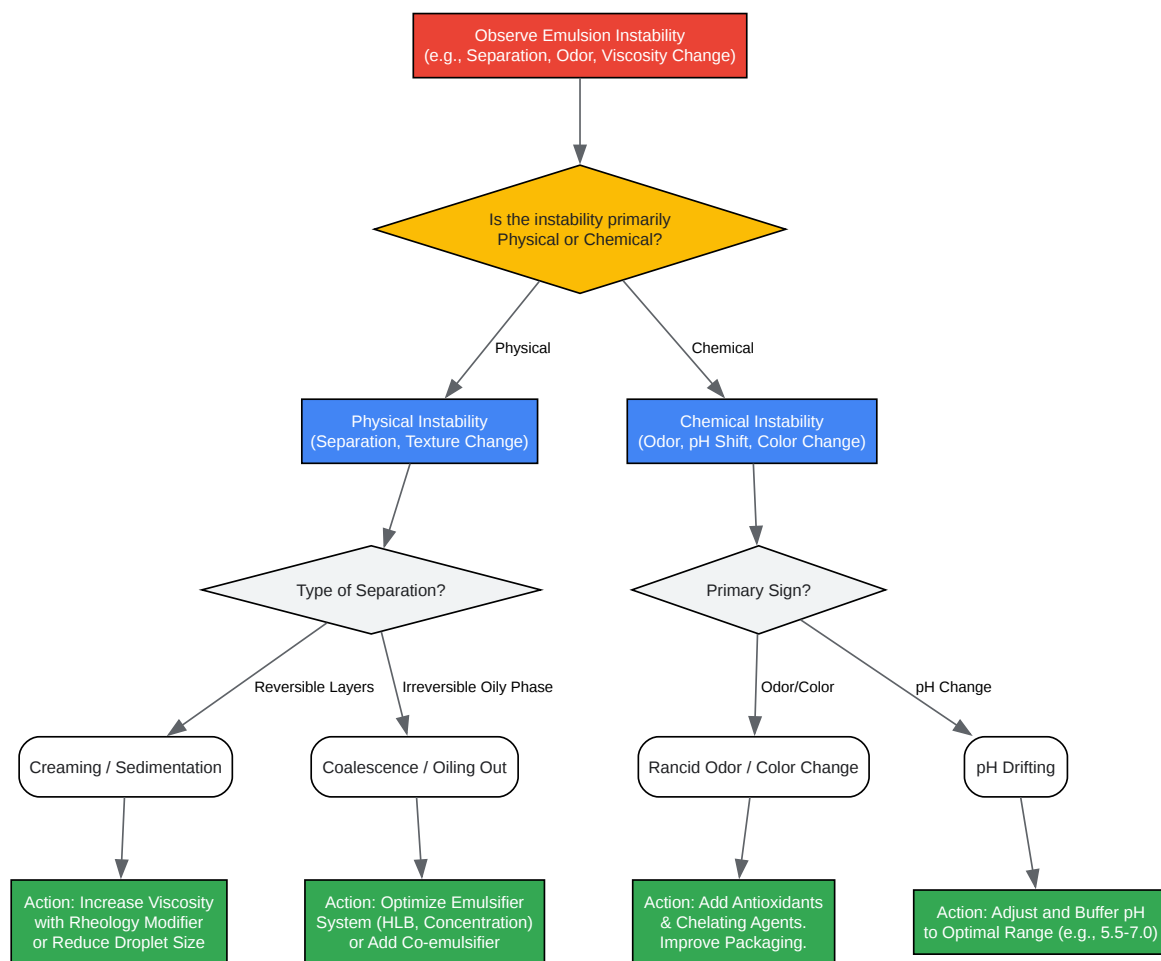 Observe Emulsion Instability
(e.g., Separation, Odor, Viscosity Change)
Is the instability primarily
Physical or Chemical?
Physical
Chemical
Physical Instability
(Separation, Texture Change)
Chemical Instability
(Odor, pH Shift, Color Change)
Type of Separation?
Primary Sign?
Reversible Layers
Irreversible Oily Phase
Odor/Color
pH Change
Creaming / Sedimentation
Coalescence / Oiling Out
Rancid Odor / Color Change
pH Drifting
Action: Increase Viscosity
with Rheology Modifier
or Reduce Droplet Size
Action: Optimize Emulsifier
System (HLB, Concentration)
or Add Co-emulsifier
Action: Add Antioxidants
& Chelating Agents.
Improve Packaging.
Action: Adjust and Buffer pH
to Optimal Range (e.g., 5.5-7.0)